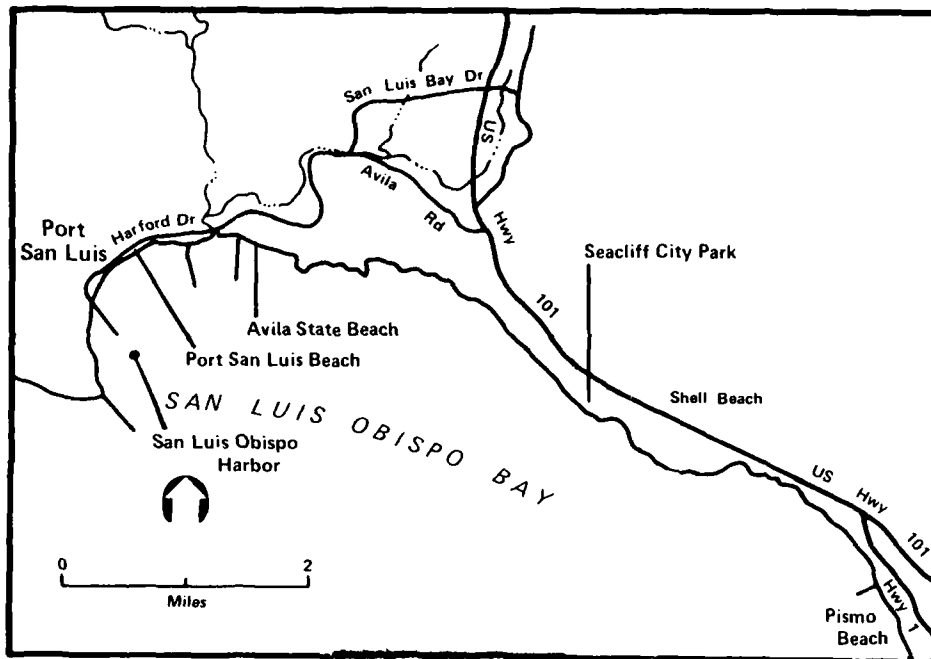 San Luis Bay Dr
US
Avila
Rd
Hwy
101
Port
San Luis
Harford Dr
Seacliff City Park
Avila State Beach
Port San Luis Beach
Shell Beach
SAN LUIS OBISPO BAY
San Luis Obispo
Harbor
US
Hwy
101
0
2
Miles
Hwy 1
Pismo
Beach